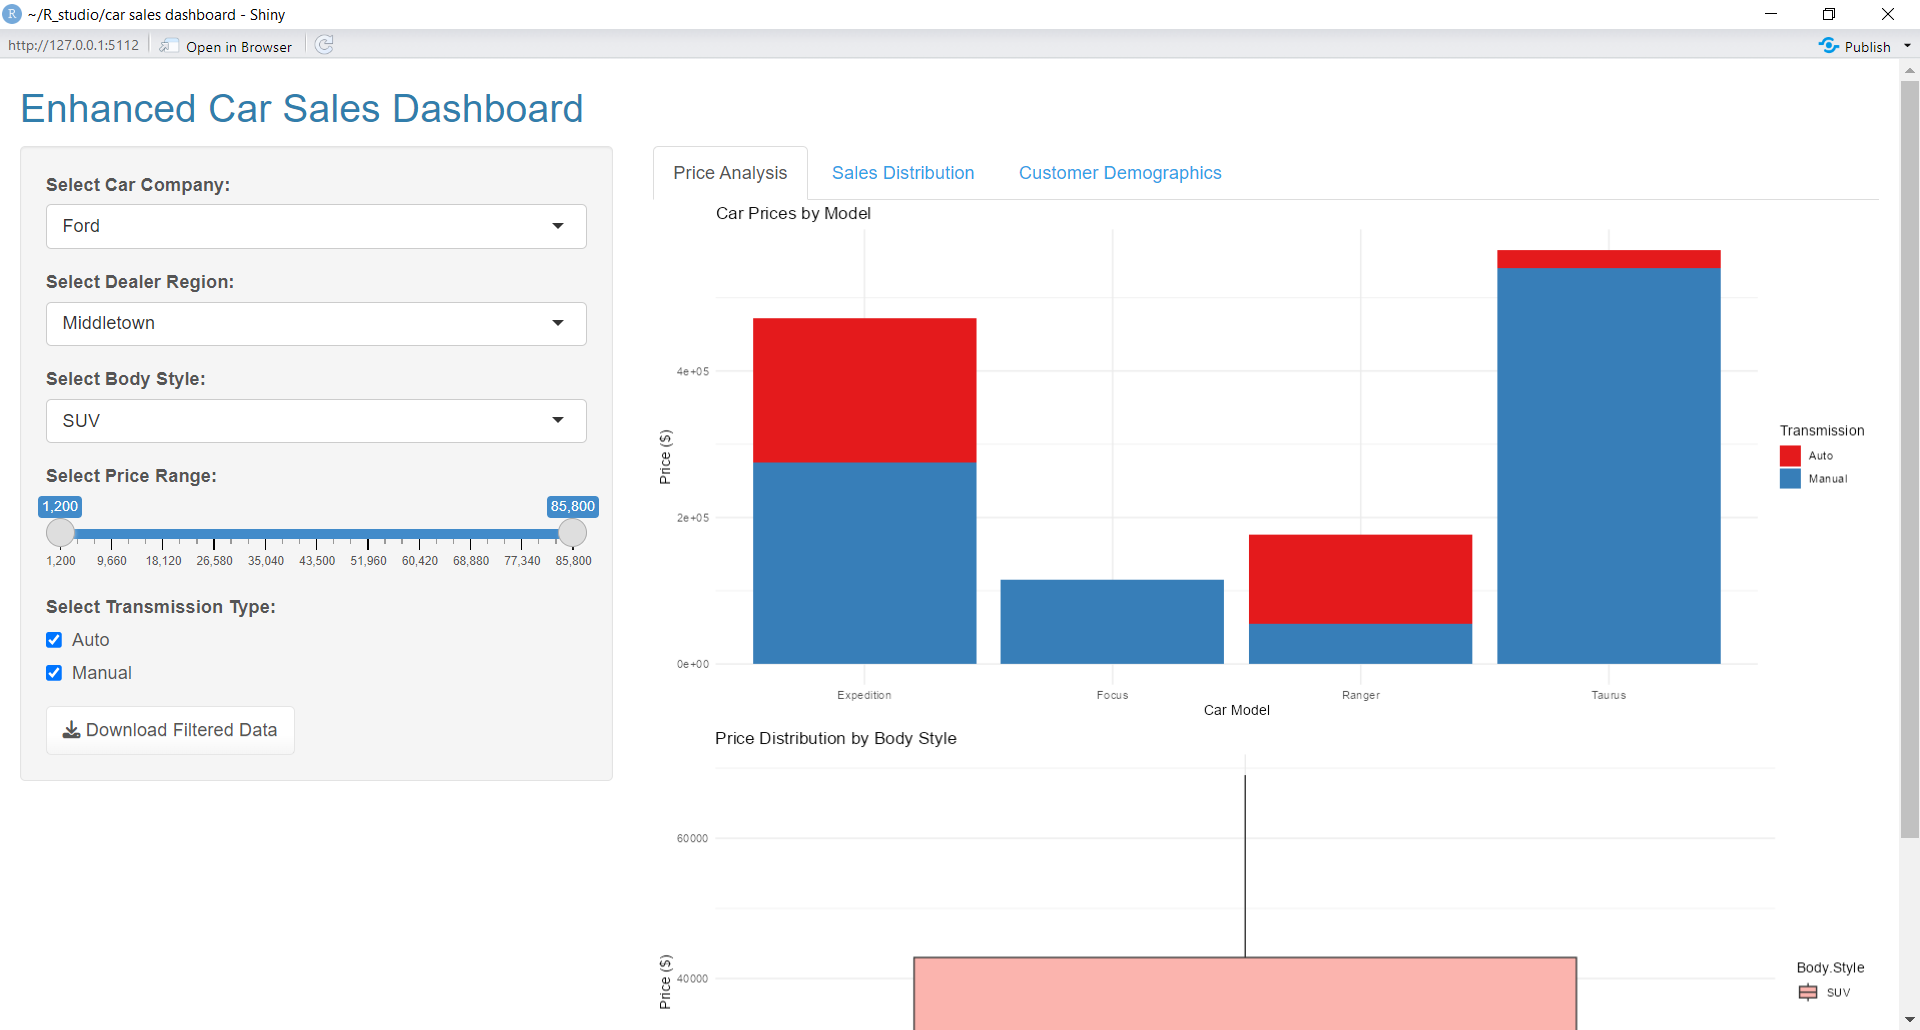 ~/R_studio/car sales dashboard - Shiny
http://127.0.0.1:5112
Open in Browser
Publish
Enhanced Car Sales Dashboard
Select Car Company:
Ford
Select Dealer Region:
Middletown
Select Body Style:
SUV
Select Price Range:
1,200 85,800
1,200 9,660 18,120 26,580 35,040 43,500 51,960 60,420 68,880 77,340 85,800
Select Transmission Type:
Auto
Manual
Download Filtered Data
Price Analysis Sales Distribution Customer Demographics
Car Prices by Model
Price ($)
4e+05
2e+05
0e+00
Expedition Focus Ranger Taurus
Car Model
Transmission
Auto
Manual
Price Distribution by Body Style
Price ($)
60000
40000
Body.Style
SUV